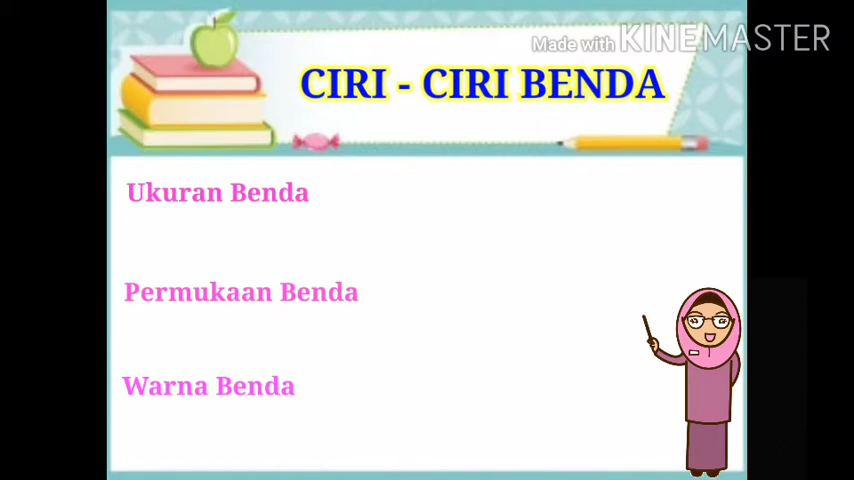 Made with KINEMASTER
CIRI - CIRI BENDA
Ukuran Benda
Permukaan Benda
Warna Benda